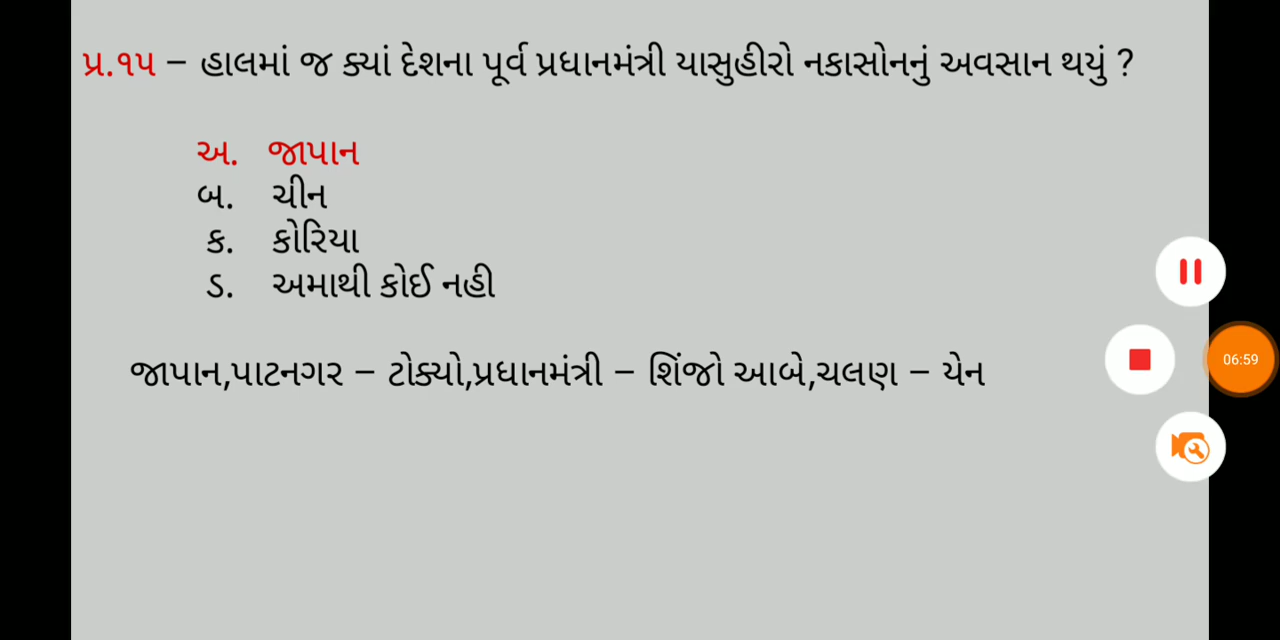 પ્ર.૧૫ – હાલમાં જ ક્યાં દેશના પૂર્વ પ્રધાનમંત્રી યાસુહીરો નકાસોનનું અવસાન થયું ?
અ. જાપાન
બ. ચીન
ક. કોરિયા
ડ. અમાથી કોઈ નહી
જાપાન,પાટનગર – ટોક્યો,પ્રધાનમંત્રી – શિંજો આબે,ચલણ – યેન
06:59